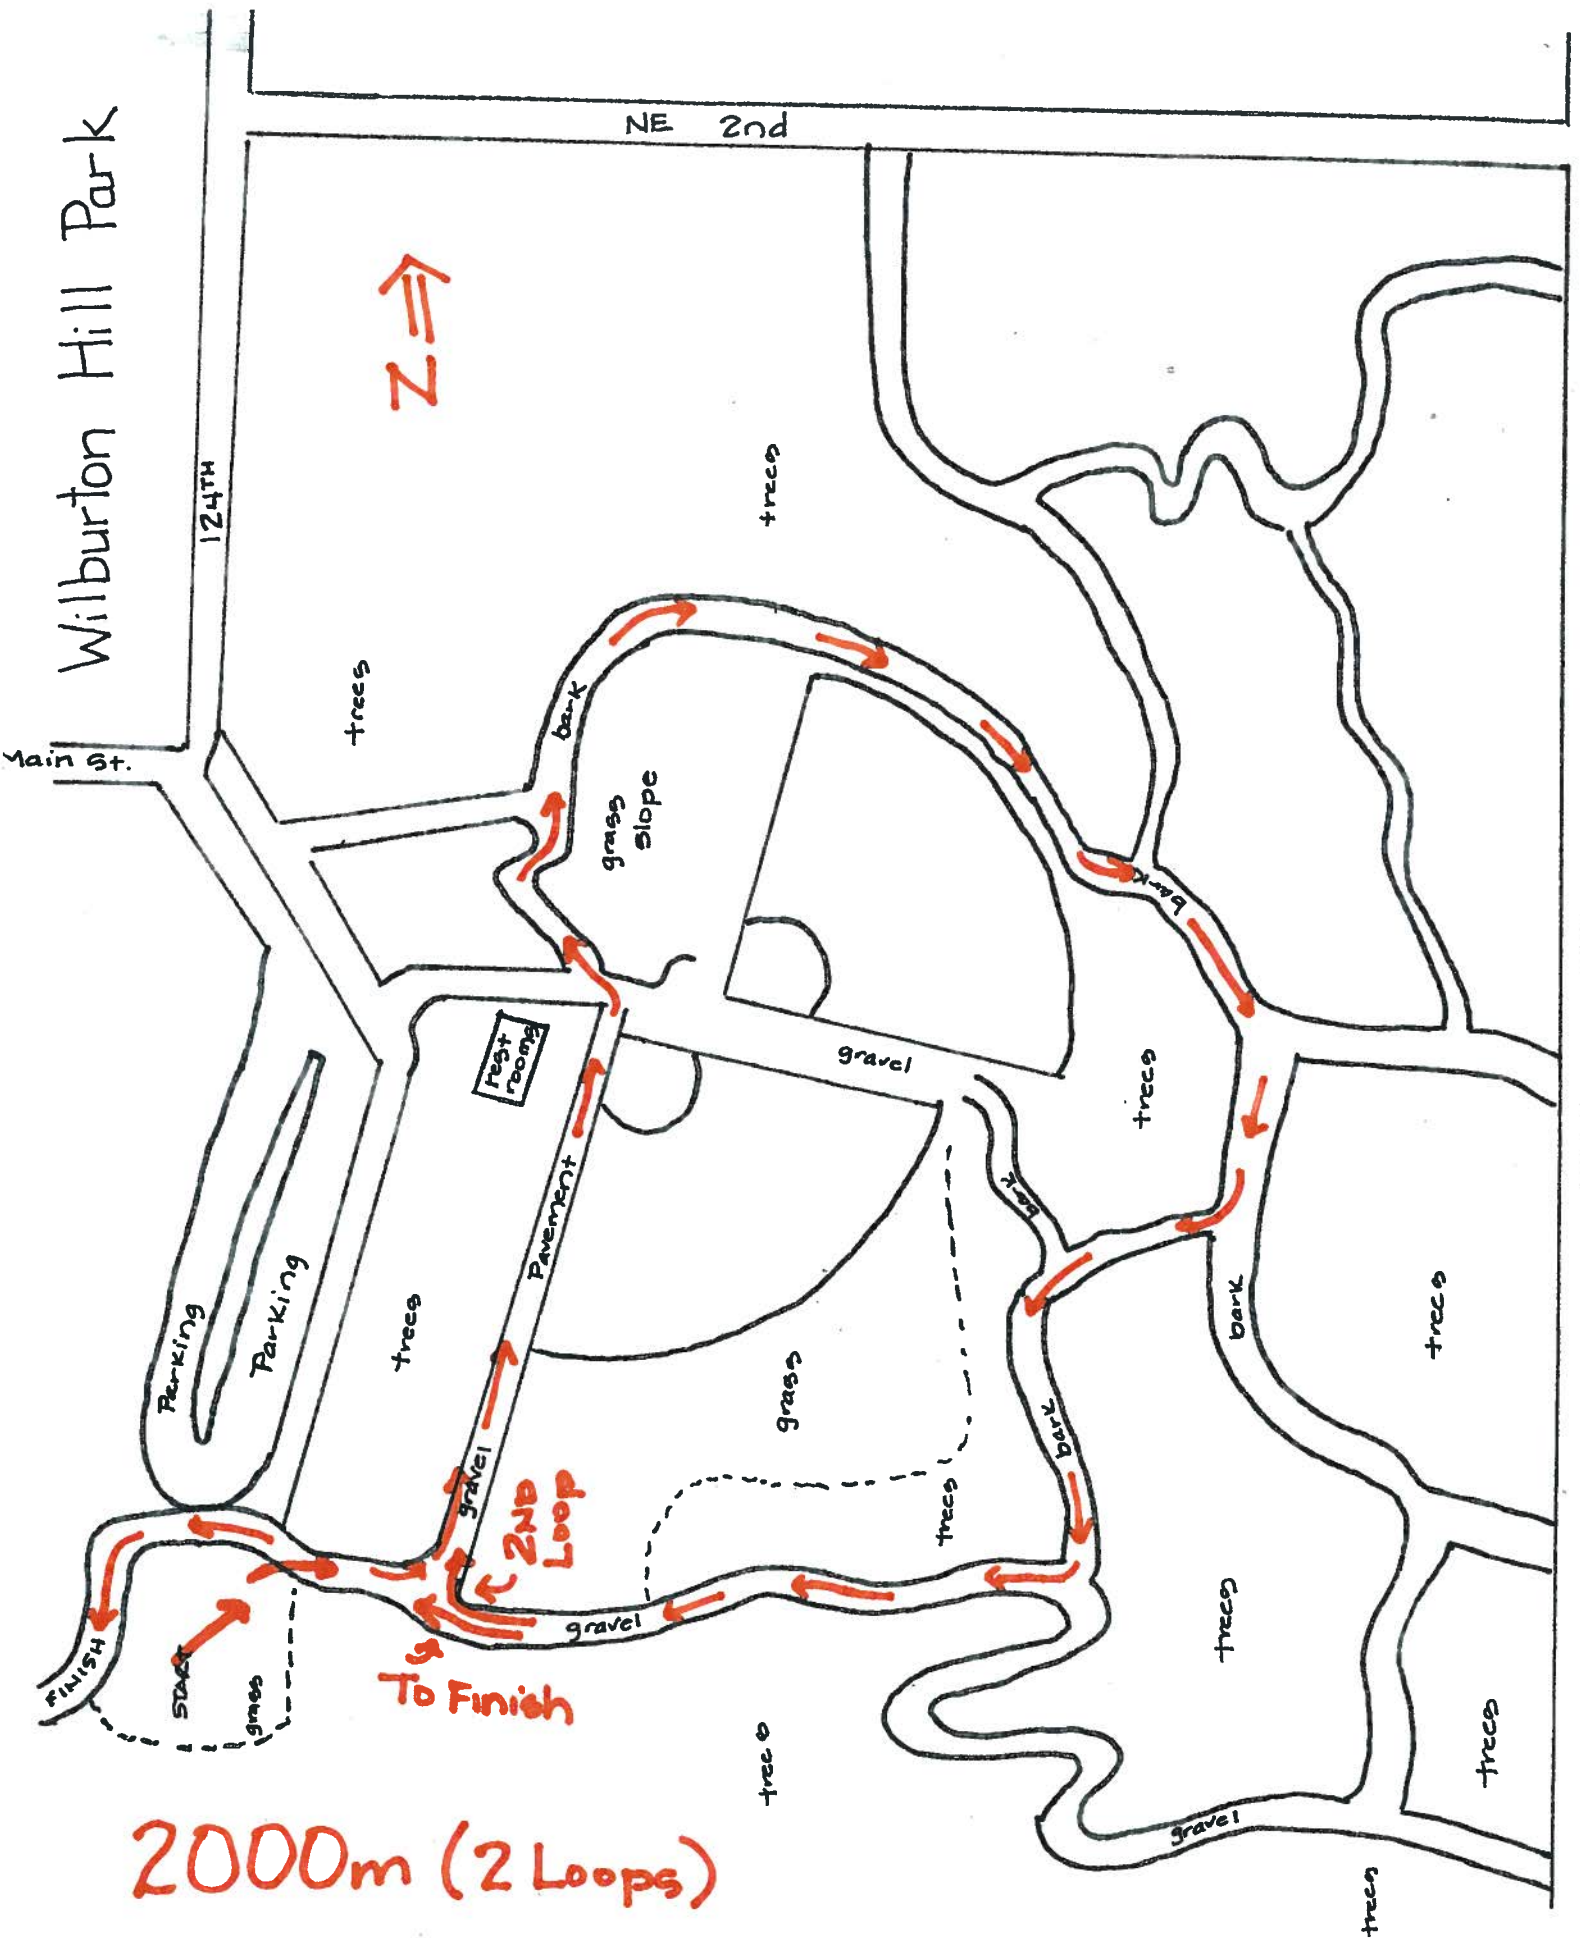 Wilburton Hill Park
NE 2nd
124TH
N
trees
trees
Main St.
bark
grass
slope
bark
rest
rooms
gravel
trees
Pavement
bark
Parking
Parking
trees
grass
bark
trees
bark
gravel
2ND
LOOP
trees
START
grass
FINISH
gravel
To Finish
trees
trees
trees
gravel
trees
2000m (2 Loops)